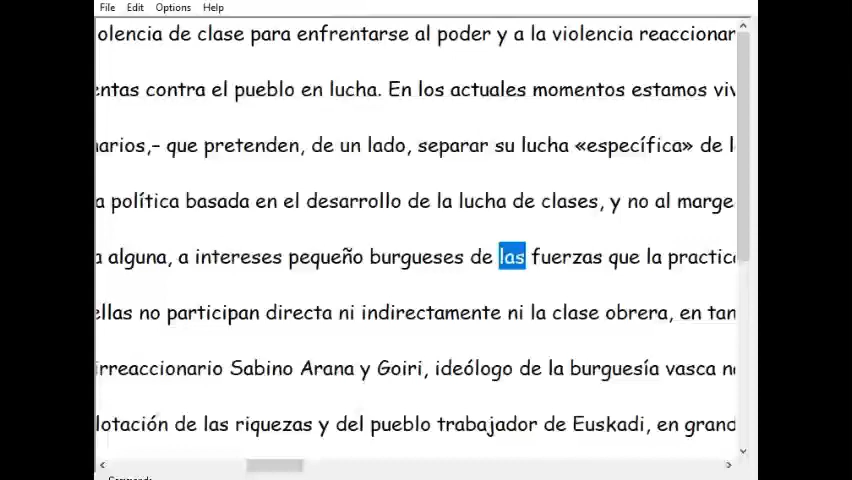 File Edit Options Help
olencia de clase para enfrentarse al poder y a la violencia reaccionar
entas contra el pueblo en lucha. En los actuales momentos estamos viv
narios,– que pretenden, de un lado, separar su lucha «específica» de l
a política basada en el desarrollo de la lucha de clases, y no al marge
a alguna, a intereses pequeño burgueses de las fuerzas que la practic
ellas no participan directa ni indirectamente ni la clase obrera, en tan
irreaccionario Sabino Arana y Goiri, ideólogo de la burguesía vasca n
lotación de las riquezas y del pueblo trabajador de Euskadi, en grand